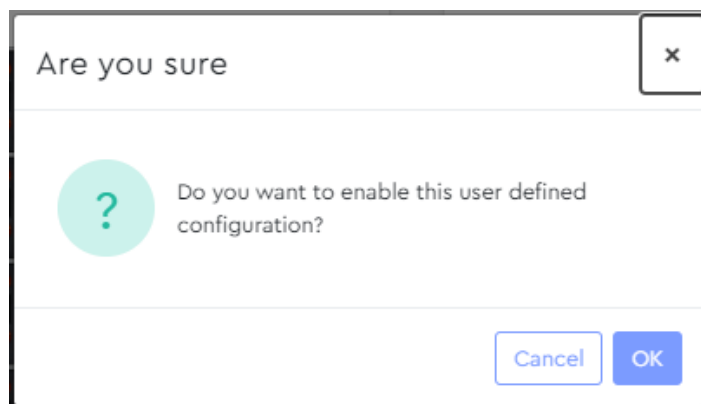 Are you sure
×
?
Do you want to enable this user defined
configuration?
Cancel
OK